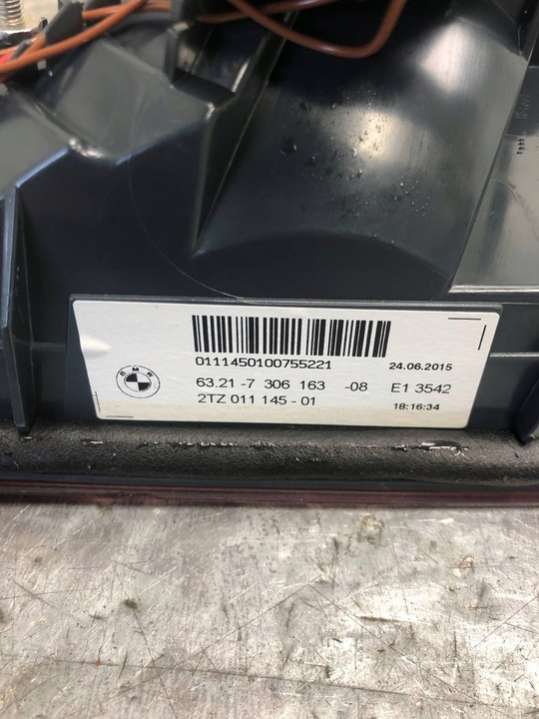 0111450100755221
24.06.2015
BMW
63.21 -7 306 163 -08 E1 3542
2TZ 011 145 - 01
18:16:34